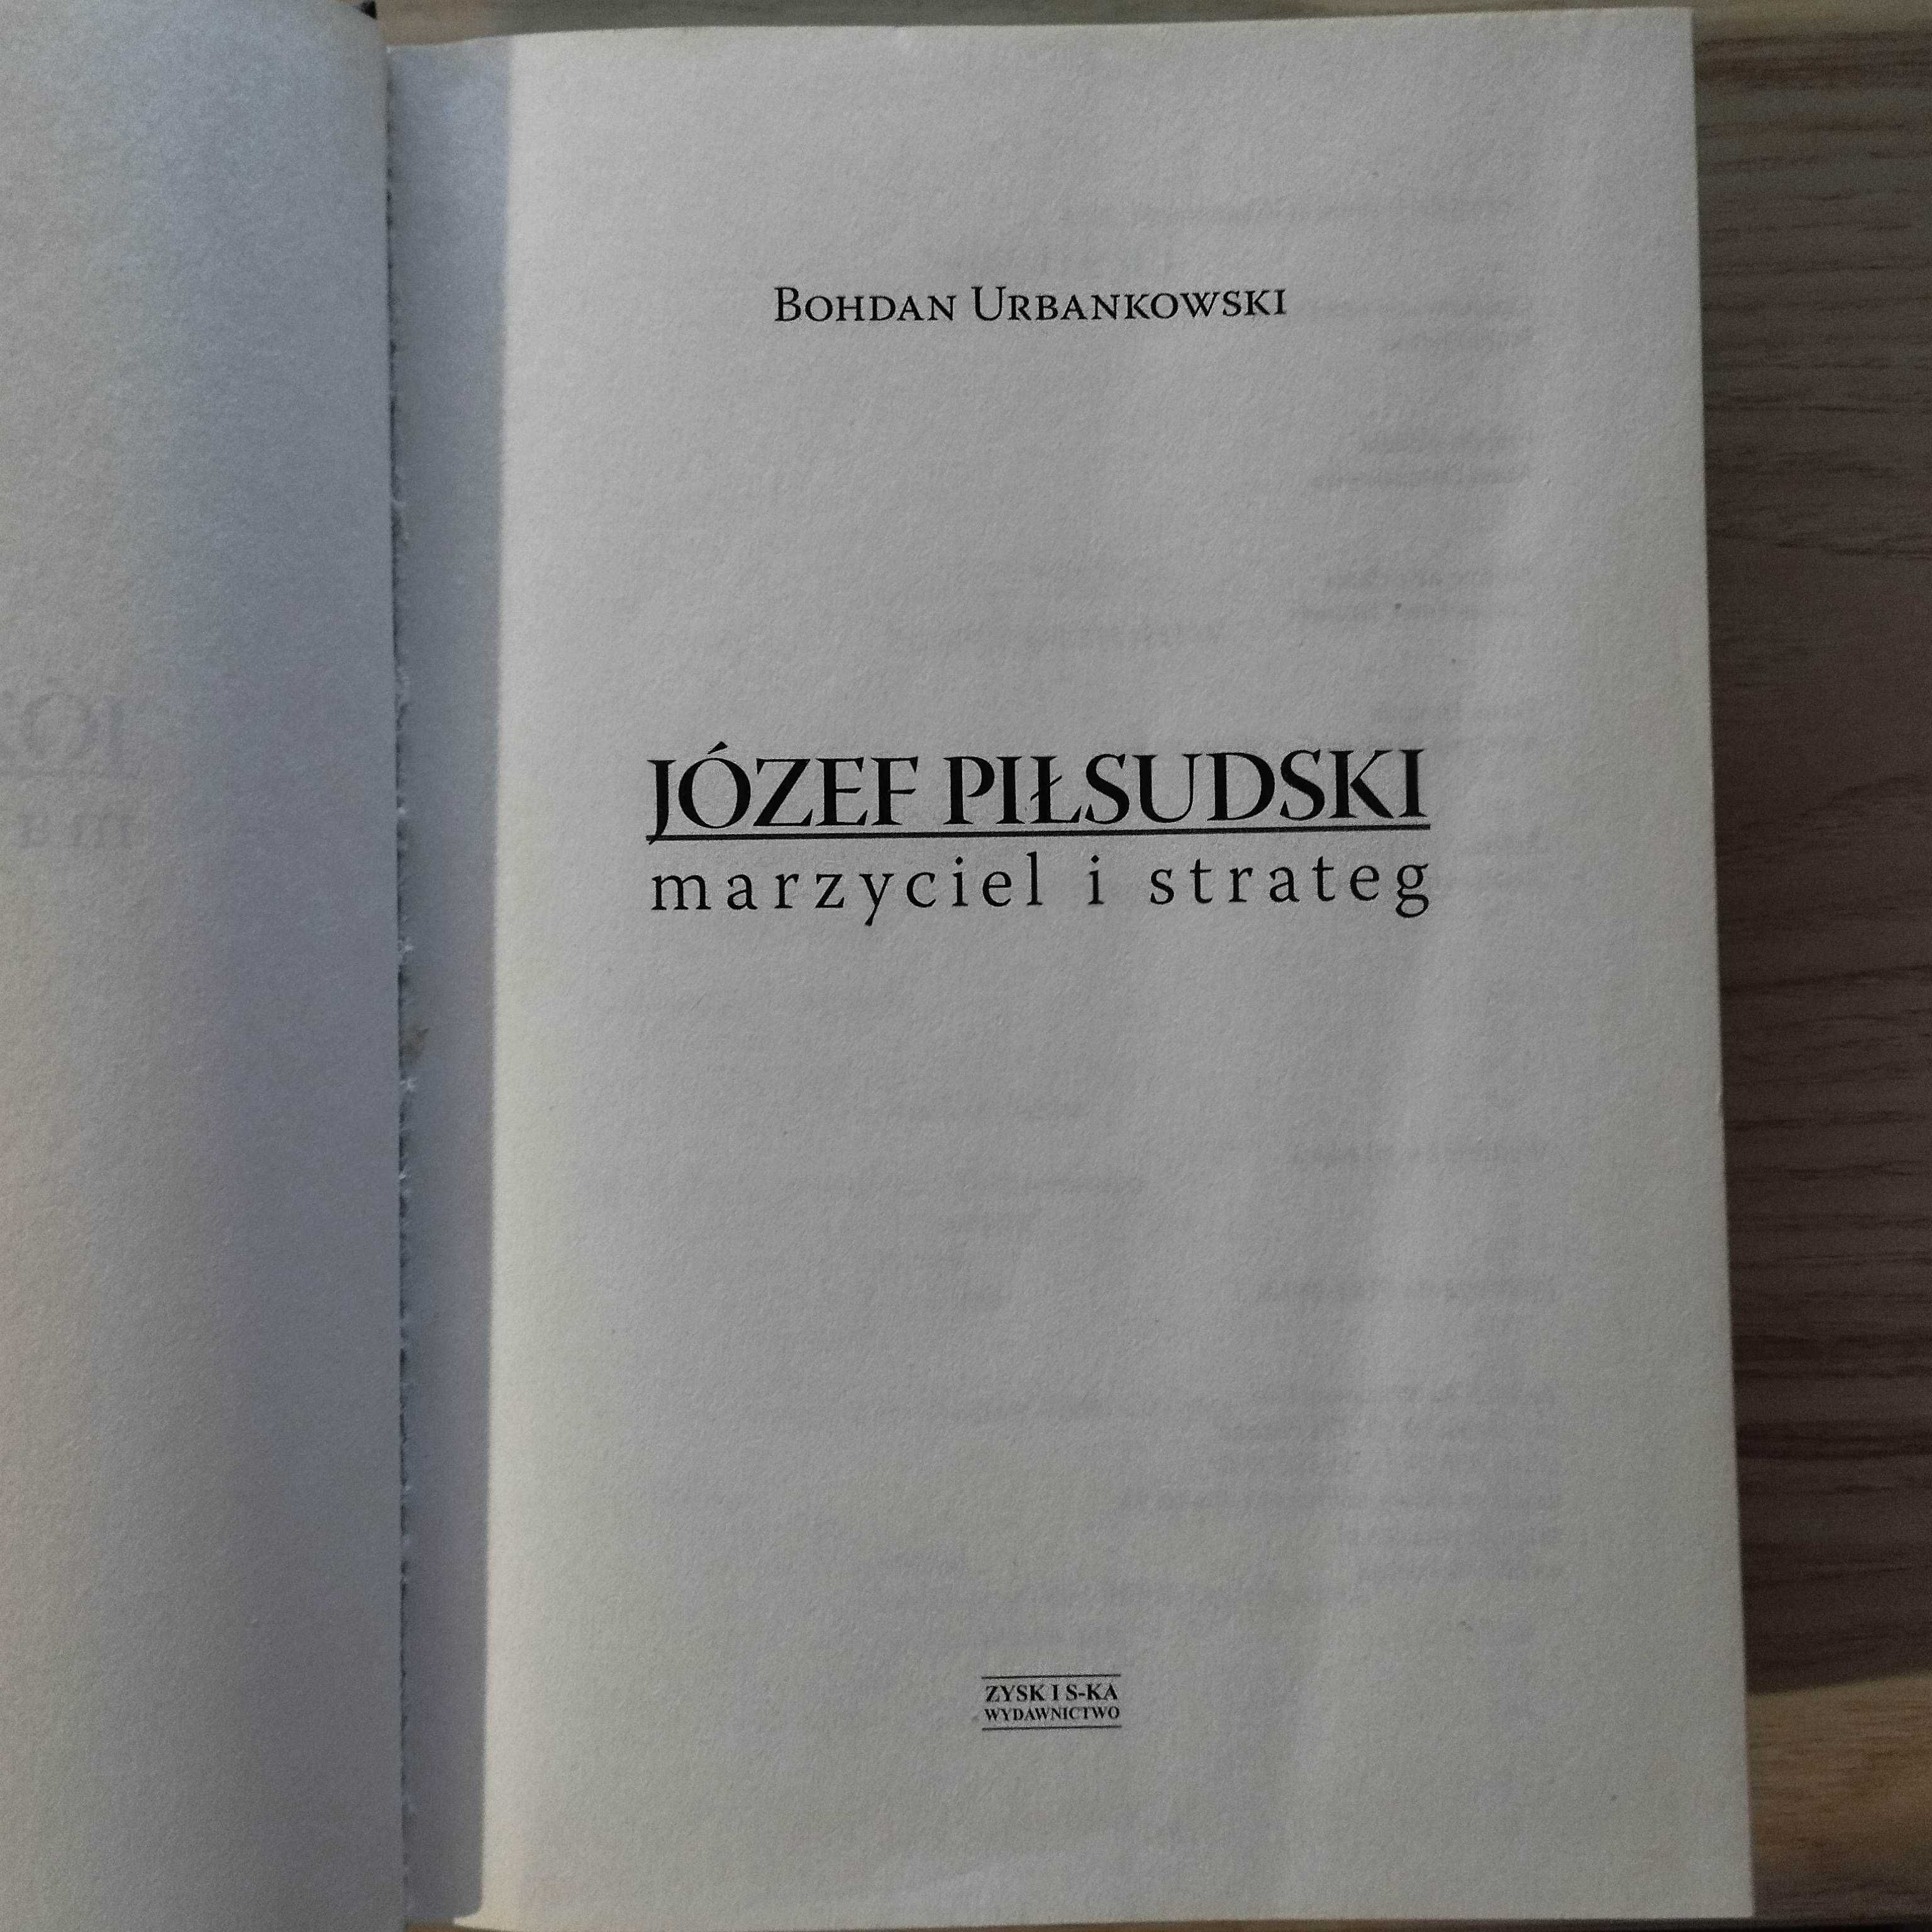 BOHDAN URBANKOWSKI
JÓZEF PIŁSUDSKI
marzyciel i strateg
ZYSK I S-KA
WYDAWNICTWO